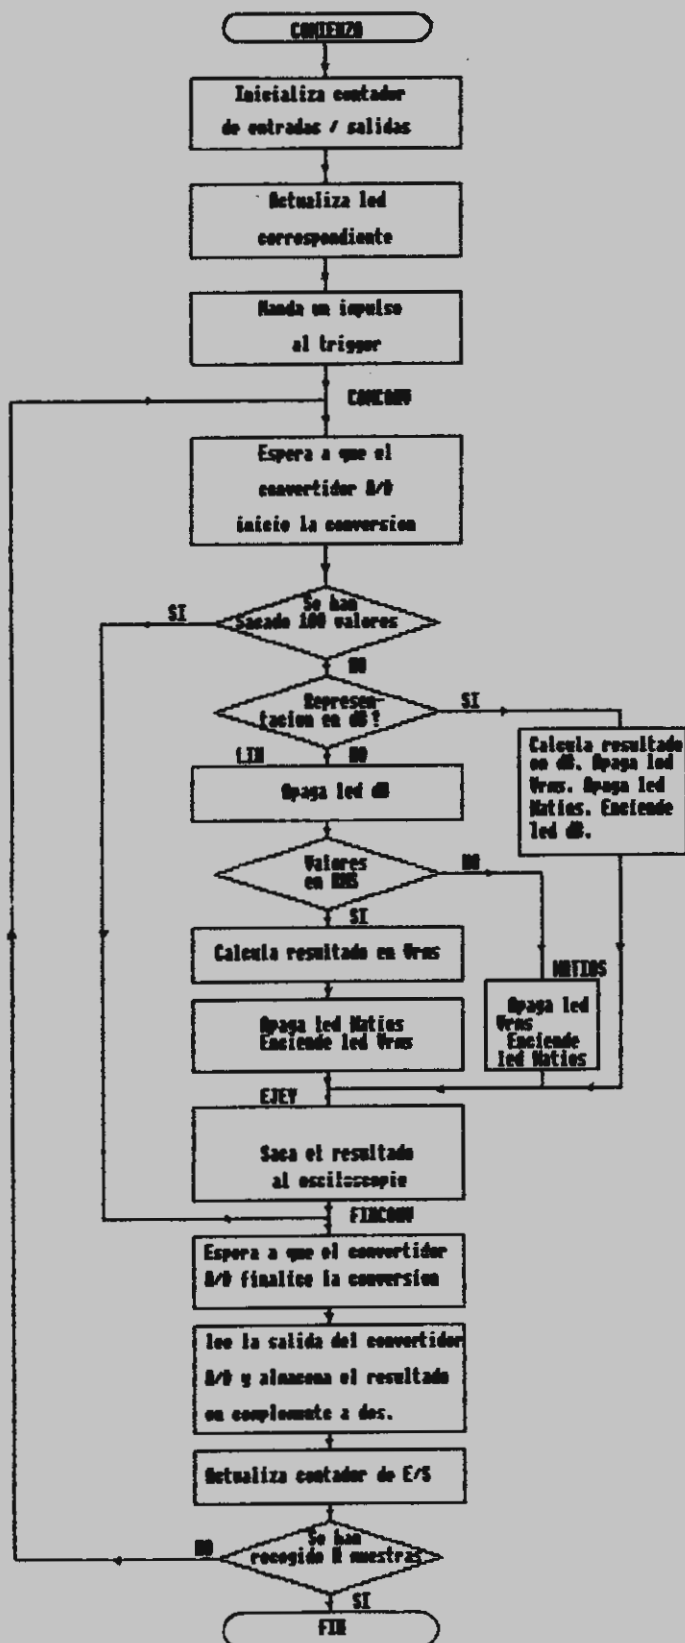 COMIENZO
Inicializa contador
de entradas / salidas
Actualiza led
correspondiente
Manda un impulso
al trigger
COMCONV
Espera a que el
convertidor A/D
inicie la conversion
Se han
Sacado 100 valores
SI
NO
Represen-
tacion en dB?
SI
LIN
NO
Calcula resultado
en dB. Apaga led
Vrms. Apaga led
Natios. Enciende
led dB.
Apaga led dB
Valores
en RMS
NO
SI
Calcula resultado en Vrms
NATIOS
Apaga led Natios
Enciende led Vrms
Apaga led
Vrms
Enciende
led Natios
EJEY
Saca el resultado
al osciloscopio
FINCONV
Espera a que el convertidor
A/D finalice la conversion
lee la salida del convertidor
A/D y almacena el resultado
en complemento a dos.
Actualiza contador de E/S
Se han
recogido N muestras
NO
SI
FIN